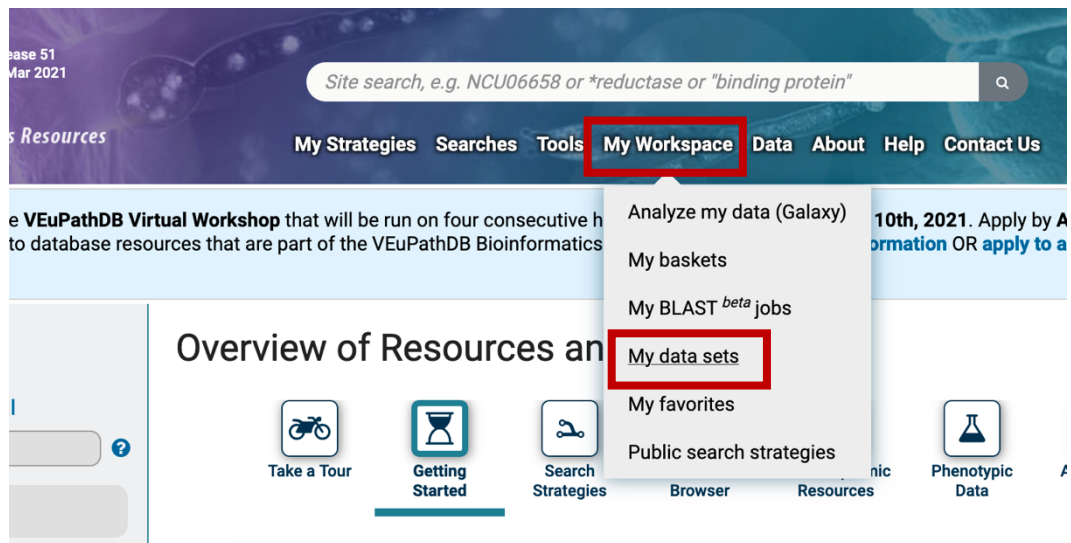 ease 51
Mar 2021
Site search, e.g. NCU06658 or *reductase or "binding protein"
s Resources
My Strategies Searches Tools My Workspace Data About Help Contact Us
e VEuPathDB Virtual Workshop that will be run on four consecutive h 10th, 2021. Apply by A
to database resources that are part of the VEuPathDB Bioinformatics ormation OR apply to a
Analyze my data (Galaxy)
My baskets
My BLAST beta jobs
My data sets
My favorites
Public search strategies
Overview of Resources an
Take a Tour
Getting
Started
Search
Strategies
Browser
nic
Resources
Phenotypic
Data